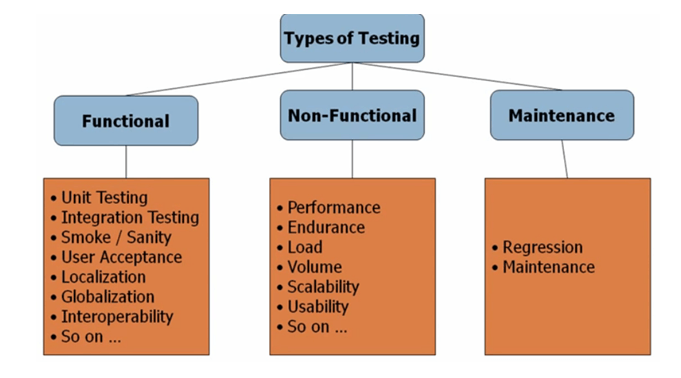 Types of Testing
Functional
Non-Functional
Maintenance
• Unit Testing
• Integration Testing
• Smoke / Sanity
• User Acceptance
• Localization
• Globalization
• Interoperability
• So on ...
• Performance
• Endurance
• Load
• Volume
• Scalability
• Usability
• So on ...
• Regression
• Maintenance